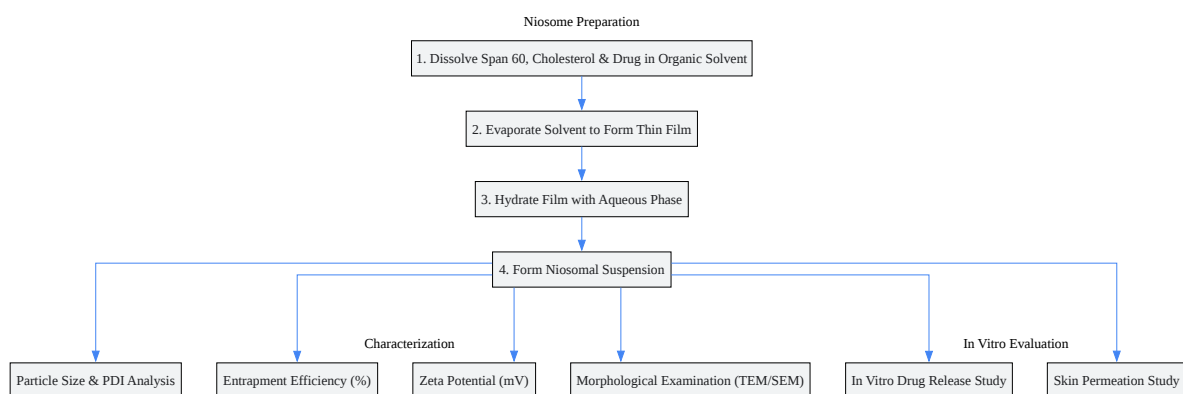 Niosome Preparation
1. Dissolve Span 60, Cholesterol & Drug in Organic Solvent
2. Evaporate Solvent to Form Thin Film
3. Hydrate Film with Aqueous Phase
4. Form Niosomal Suspension
Characterization
In Vitro Evaluation
Particle Size & PDI Analysis
Entrapment Efficiency (%)
Zeta Potential (mV)
Morphological Examination (TEM/SEM)
In Vitro Drug Release Study
Skin Permeation Study